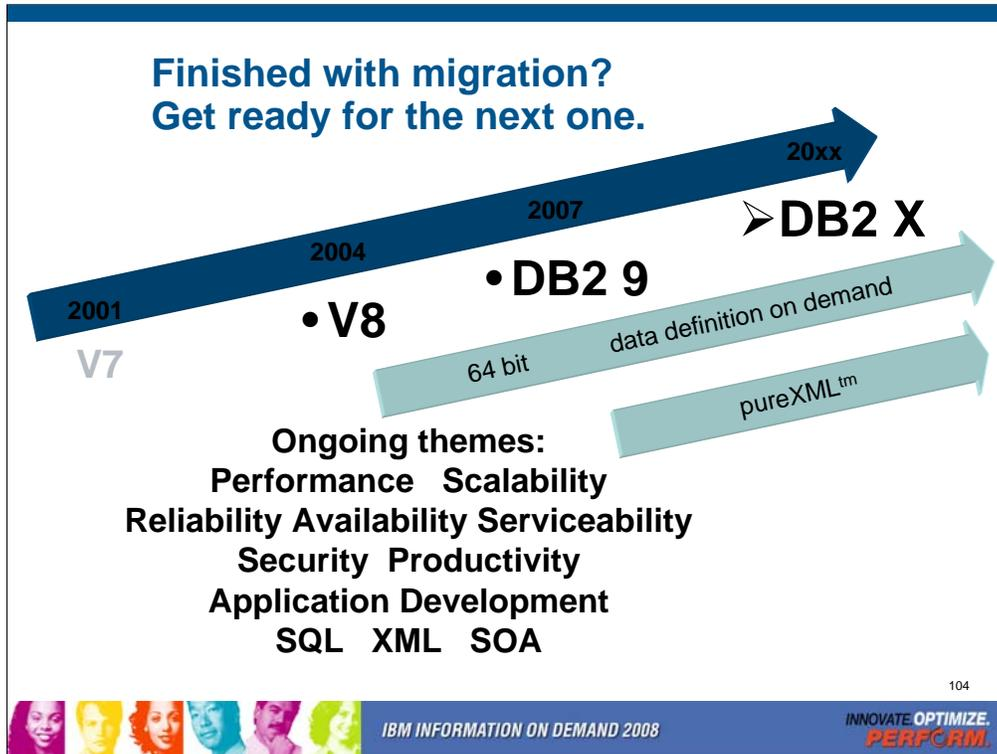 Finished with migration?
Get ready for the next one.
20xx
2007
2004
2001
➢DB2 X
•DB2 9
•V8
V7
64 bit data definition on demand
pureXMLtm
Ongoing themes:
Performance Scalability
Reliability Availability Serviceability
Security Productivity
Application Development
SQL XML SOA
104
IBM INFORMATION ON DEMAND 2008
INNOVATE.OPTIMIZE.
PERFORM.